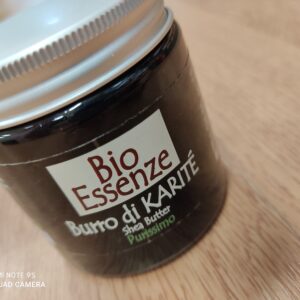 Bio
Essenze
Burro di KARITÉ
Shea Butter
Purissimo
NOTE 9S
QUAD CAMERA